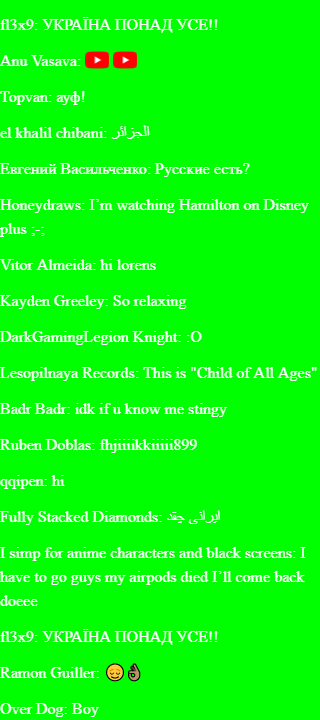 fl3x9: УКРАЇНА ПОНАД УСЕ!!
Anu Vasava:
Topvan: ауф!
el khalil chibani: الجزائر
Евгений Васильченко: Русские есть?
Honeydraws: I’m watching Hamilton on Disney
plus ;-;
Vitor Almeida: hi lorens
Kayden Greeley: So relaxing
DarkGamingLegion Knight: :O
Lesopilnaya Records: This is "Child of All Ages"
Badr Badr: idk if u know me stingy
Ruben Doblas: fhjiiiikkiiiii899
qqipen: hi
Fully Stacked Diamonds: ایرانی چقد
I simp for anime characters and black screens: I
have to go guys my airpods died I’ll come back
doeee
fl3x9: УКРАЇНА ПОНАД УСЕ!!
Ramon Guiller: 😌👌🏿
Over Dog: Boy